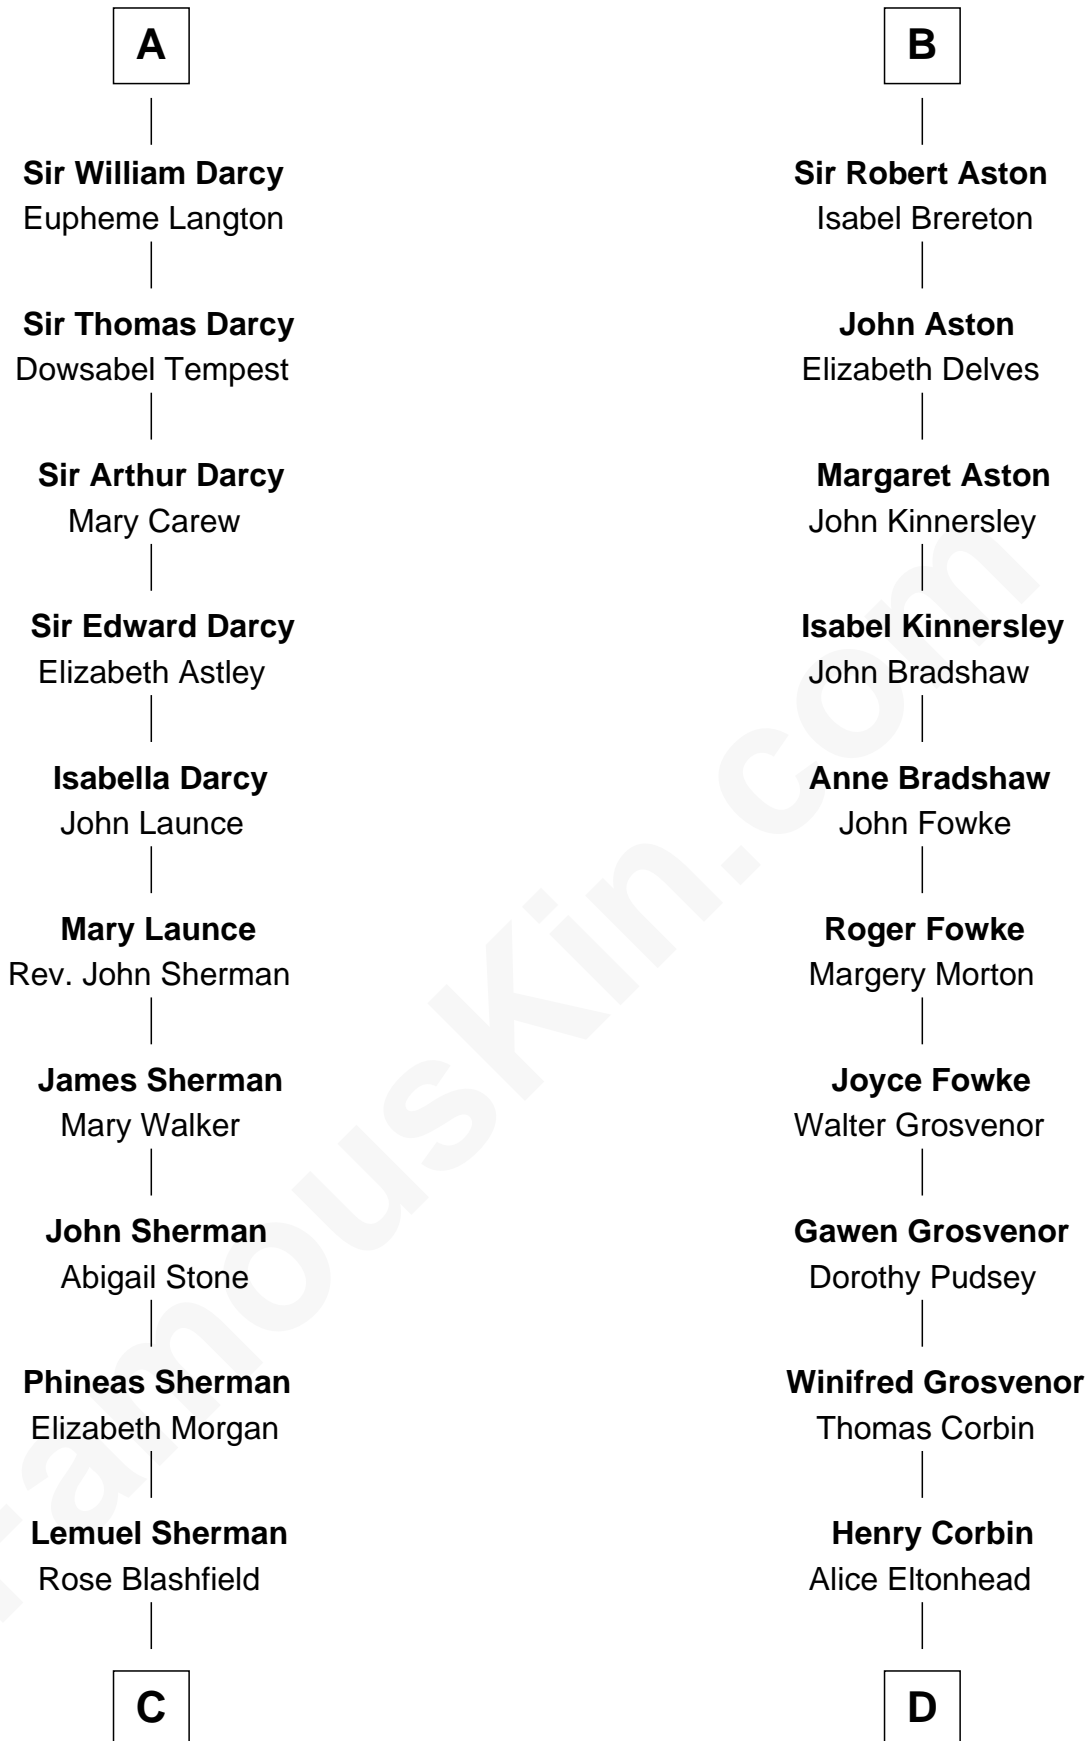 A
Sir William Darcy
Eupheme Langton
Sir Thomas Darcy
Dowsabel Tempest
Sir Arthur Darcy
Mary Carew
Sir Edward Darcy
Elizabeth Astley
Isabella Darcy
John Launce
Mary Launce
Rev. John Sherman
James Sherman
Mary Walker
John Sherman
Abigail Stone
Phineas Sherman
Elizabeth Morgan
Lemuel Sherman
Rose Blashfield
C
B
Sir Robert Aston
Isabel Brereton
John Aston
Elizabeth Delves
Margaret Aston
John Kinnersley
Isabel Kinnersley
John Bradshaw
Anne Bradshaw
John Fowke
Roger Fowke
Margery Morton
Joyce Fowke
Walter Grosvenor
Gawen Grosvenor
Dorothy Pudsey
Winifred Grosvenor
Thomas Corbin
Henry Corbin
Alice Eltonhead
D
FamousKin.com